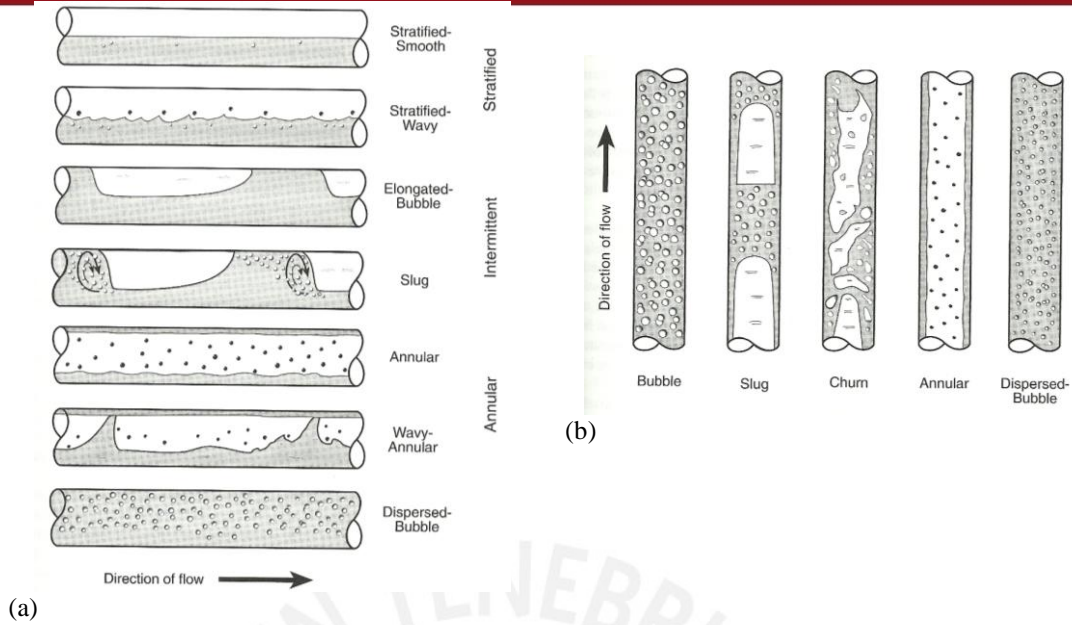 Stratified-
Smooth
Stratified-
Wavy
Stratified
Elongated-
Bubble
Slug
Intermittent
Annular
Wavy-
Annular
Annular
Dispersed-
Bubble
Direction of flow
(a)
Direction of flow
Bubble
Slug
Churn
Annular
Dispersed-
Bubble
(b)